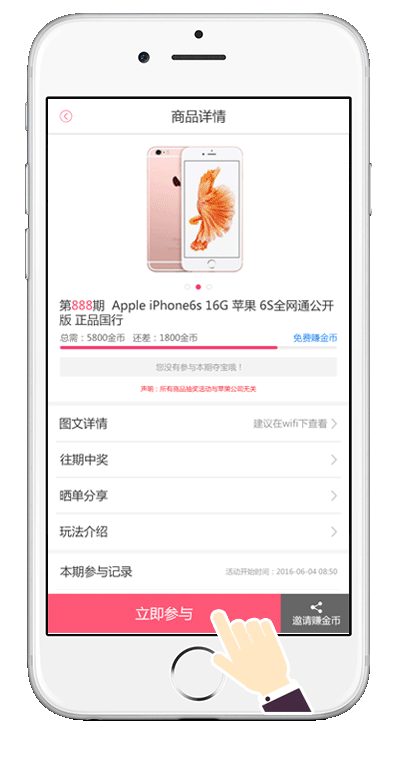 商品详情
第888期 Apple iPhone6s 16G 苹果 6S全网通公开
版 正品国行
总需：5800金币 还差：1800金币 免费赚金币
您没有参与本期夺宝哦！
声明：所有商品抽奖活动与苹果公司无关
图文详情 建议在wifi下查看
往期中奖
晒单分享
玩法介绍
本期参与记录 活动开始时间：2016-06-04 08:50
立即参与 邀请赚金币